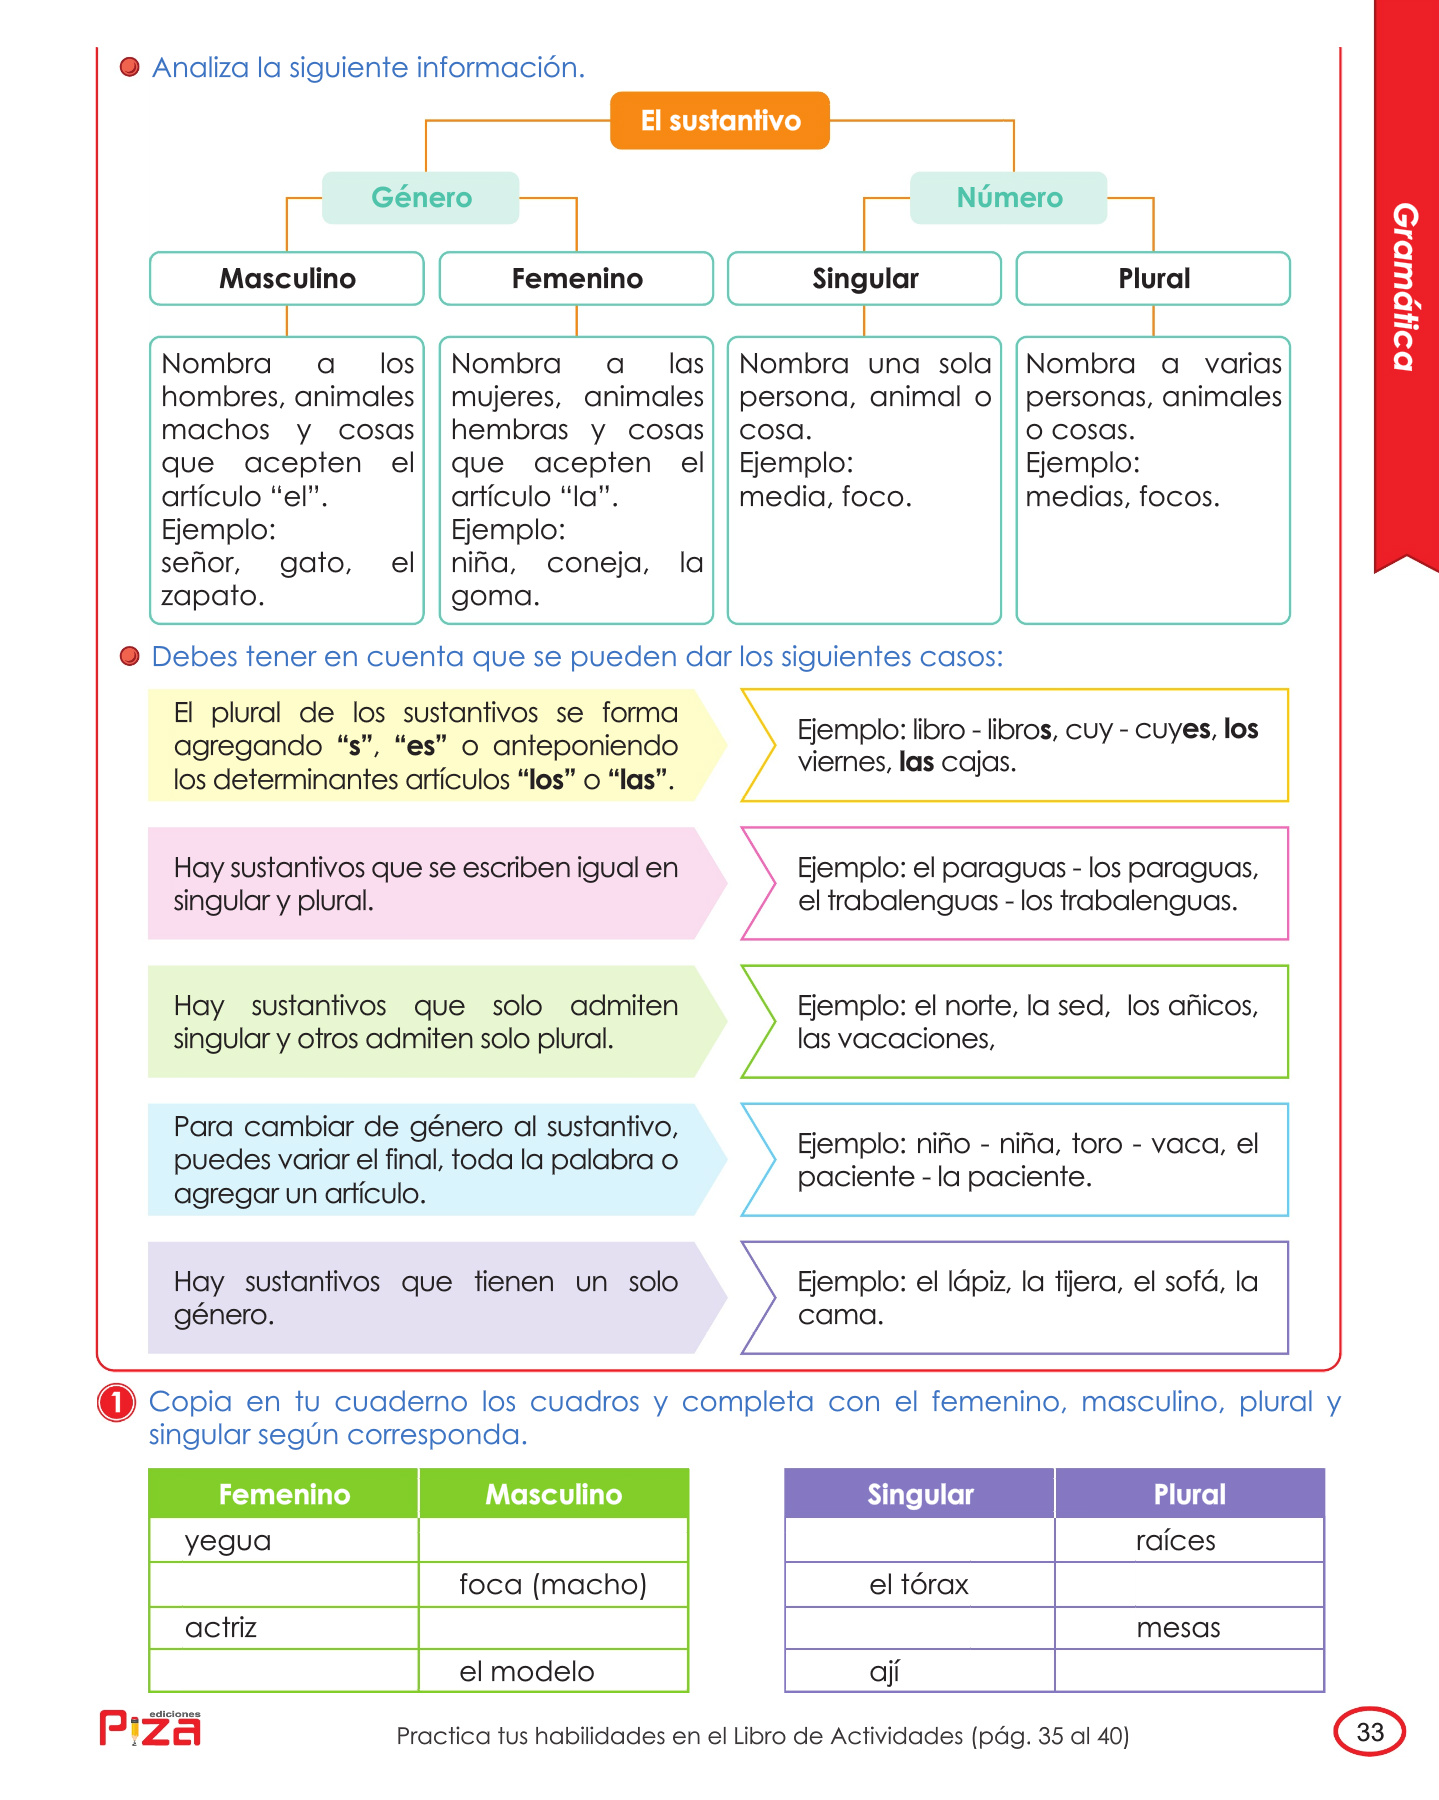 Analiza la siguiente información.
El sustantivo
Género
Número
Masculino
Femenino
Singular
Plural
Nombra a los
hombres, animales
machos y cosas
que acepten el
artículo “el”.
Ejemplo:
señor, gato, el
zapato.
Nombra a las
mujeres, animales
hembras y cosas
que acepten el
artículo “la”.
Ejemplo:
niña, coneja, la
goma.
Nombra una sola
persona, animal o
cosa.
Ejemplo:
media, foco.
Nombra a varias
personas, animales
o cosas.
Ejemplo:
medias, focos.
Gramática
Debes tener en cuenta que se pueden dar los siguientes casos:
El plural de los sustantivos se forma
agregando “s”, “es” o anteponiendo
los determinantes artículos “los” o “las”.
Ejemplo: libro - libros, cuy - cuyes, los
viernes, las cajas.
Hay sustantivos que se escriben igual en
singular y plural.
Ejemplo: el paraguas - los paraguas,
el trabalenguas - los trabalenguas.
Hay sustantivos que solo admiten
singular y otros admiten solo plural.
Ejemplo: el norte, la sed, los añicos,
las vacaciones,
Para cambiar de género al sustantivo,
puedes variar el final, toda la palabra o
agregar un artículo.
Ejemplo: niño - niña, toro - vaca, el
paciente - la paciente.
Hay sustantivos que tienen un solo
género.
Ejemplo: el lápiz, la tijera, el sofá, la
cama.
1 Copia en tu cuaderno los cuadros y completa con el femenino, masculino, plural y
singular según corresponda.
Femenino Masculino
yegua
foca (macho)
actriz
el modelo
Singular Plural
raíces
el tórax
mesas
ají
ediciones
PIZA
Practica tus habilidades en el Libro de Actividades (pág. 35 al 40)
33